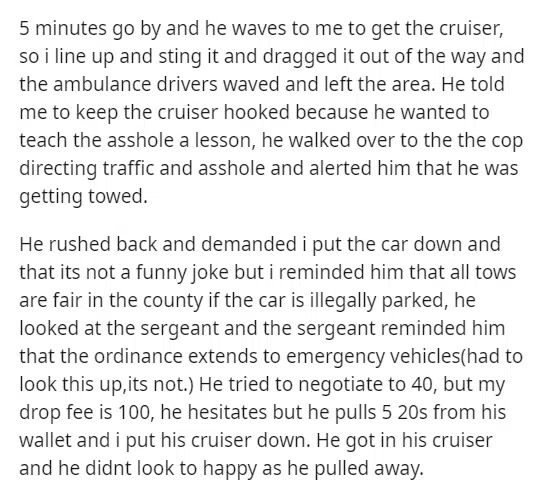 5 minutes go by and he waves to me to get the cruiser,
so i line up and sting it and dragged it out of the way and
the ambulance drivers waved and left the area. He told
me to keep the cruiser hooked because he wanted to
teach the asshole a lesson, he walked over to the the cop
directing traffic and asshole and alerted him that he was
getting towed.
He rushed back and demanded i put the car down and
that its not a funny joke but i reminded him that all tows
are fair in the county if the car is illegally parked, he
looked at the sergeant and the sergeant reminded him
that the ordinance extends to emergency vehicles(had to
look this up,its not.) He tried to negotiate to 40, but my
drop fee is 100, he hesitates but he pulls 5 20s from his
wallet and i put his cruiser down. He got in his cruiser
and he didnt look to happy as he pulled away.